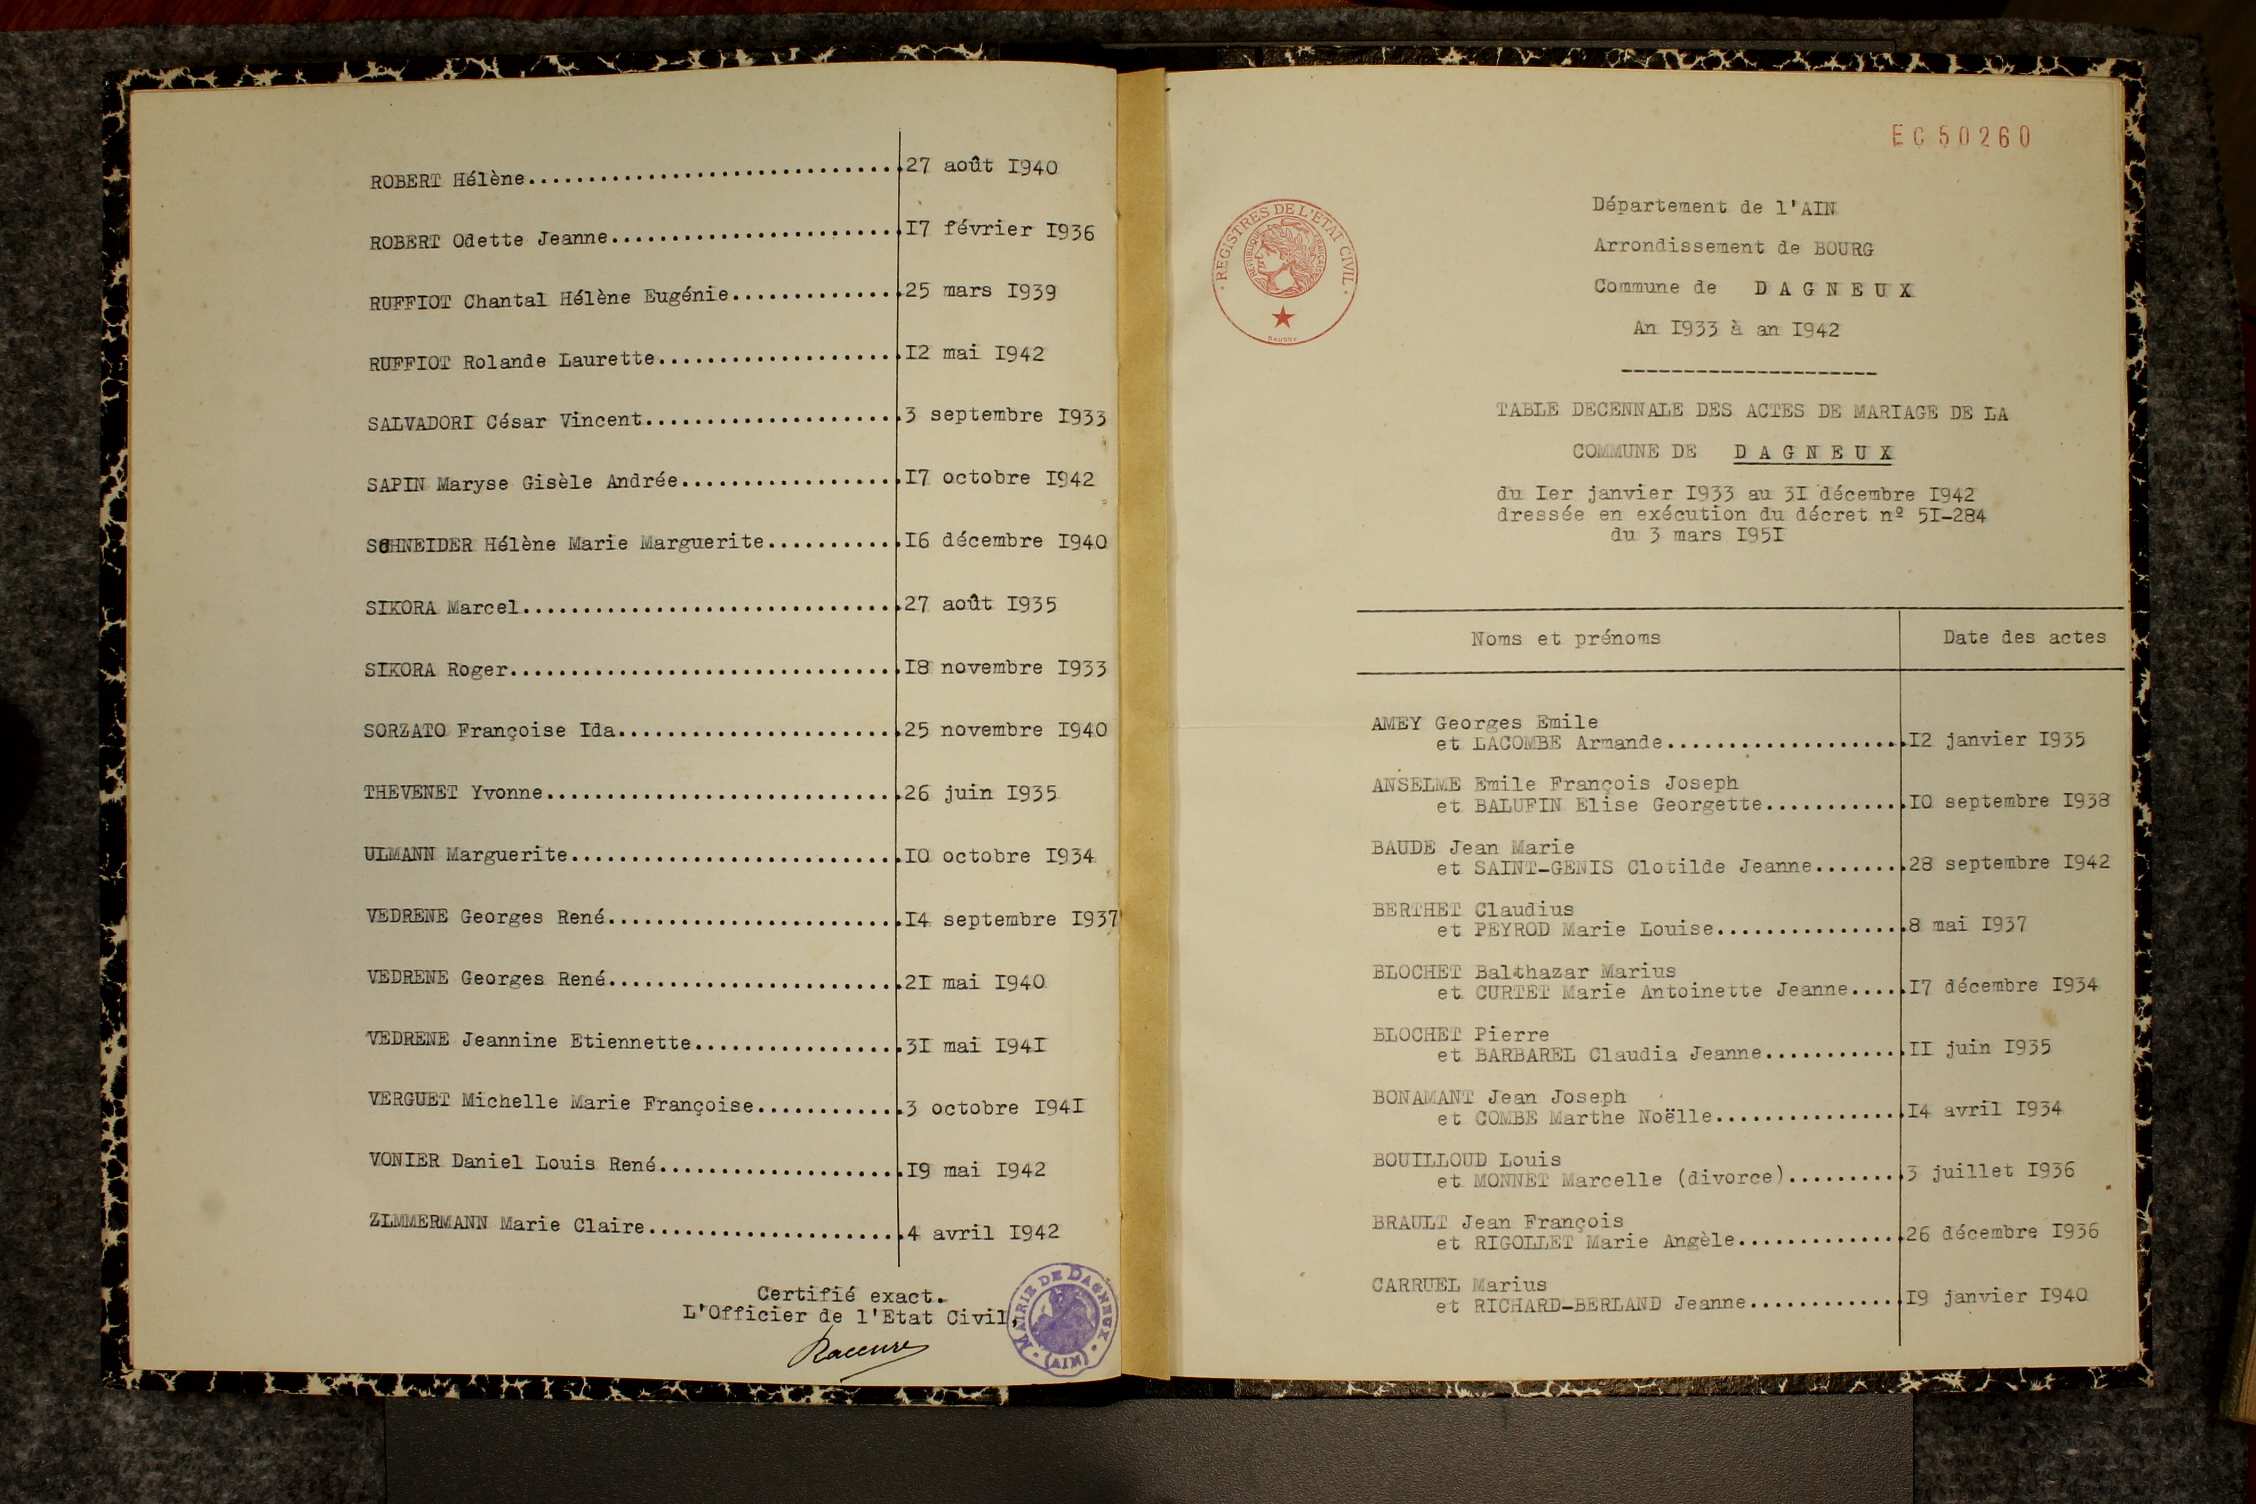 ROBERT Hélène...............................27 août I940
ROBERT Odette Jeanne........................I7 février I936
RUFFIOT Chantal Hélène Eugénie..............25 mars I939
RUFFIOT Rolande Laurette....................I2 mai I942
SALVADORI César Vincent.....................3 septembre I933
SAPIN Maryse Gisèle Andrée..................I7 octobre I942
SCHNEIDER Hélène Marie Marguerite...........I6 décembre I940
SIKORA Marcel...............................27 août I935
SIKORA Roger................................I8 novembre I933
SORZATO Françoise Ida.......................25 novembre I940
THEVENET Yvonne.............................26 juin I935
ULMANN Marguerite...........................I0 octobre I934
VEDRENE Georges René........................I4 septembre I937
VEDRENE Georges René........................2I mai I940
VEDRENE Jeannine Etiennette.................3I mai I94I
VERGUET Michelle Marie Françoise............3 octobre I94I
VONIER Daniel Louis René....................I9 mai I942
ZIMMERMANN Marie Claire.....................4 avril I942
Certifié exact.
L'Officier de l'Etat Civil,
MAIRIE DE DAGNEUX
(AIN)
EC50260
REGISTRES DE L'ETAT CIVIL
REPUBLIQUE FRANÇAISE
Département de l'AIN
Arrondissement de BOURG
Commune de D A G N E U X
An I933 à an I942
---------------------
TABLE DECENNALE DES ACTES DE MARIAGE DE LA
COMMUNE DE D A G N E U X
du Ier janvier I933 au 3I décembre I942
dressée en exécution du décret nº 5I-284
du 3 mars I95I
Noms et prénoms Date des actes
AMEY Georges Emile
et LACOMBE Armande....................I2 janvier I935
ANSELME Emile François Joseph
et BALUFIN Elise Georgette............I0 septembre I938
BAUDE Jean Marie
et SAINT-GENIS Clotilde Jeanne........28 septembre I942
BERTHET Claudius
et PEYROD Marie Louise................8 mai I937
BLOCHET Balthazar Marius
et CURTET Marie Antoinette Jeanne.....I7 décembre I934
BLOCHET Pierre
et BARBAREL Claudia Jeanne............II juin I935
BONAMANT Jean Joseph
et COMBE Marthe Noëlle................I4 avril I934
BOUILLOUD Louis
et MONNET Marcelle (divorce)..........3 juillet I936
BRAULT Jean François
et RIGOLLET Marie Angèle..............26 décembre I936
CARRUEL Marius
et RICHARD-BERLAND Jeanne.............I9 janvier I940